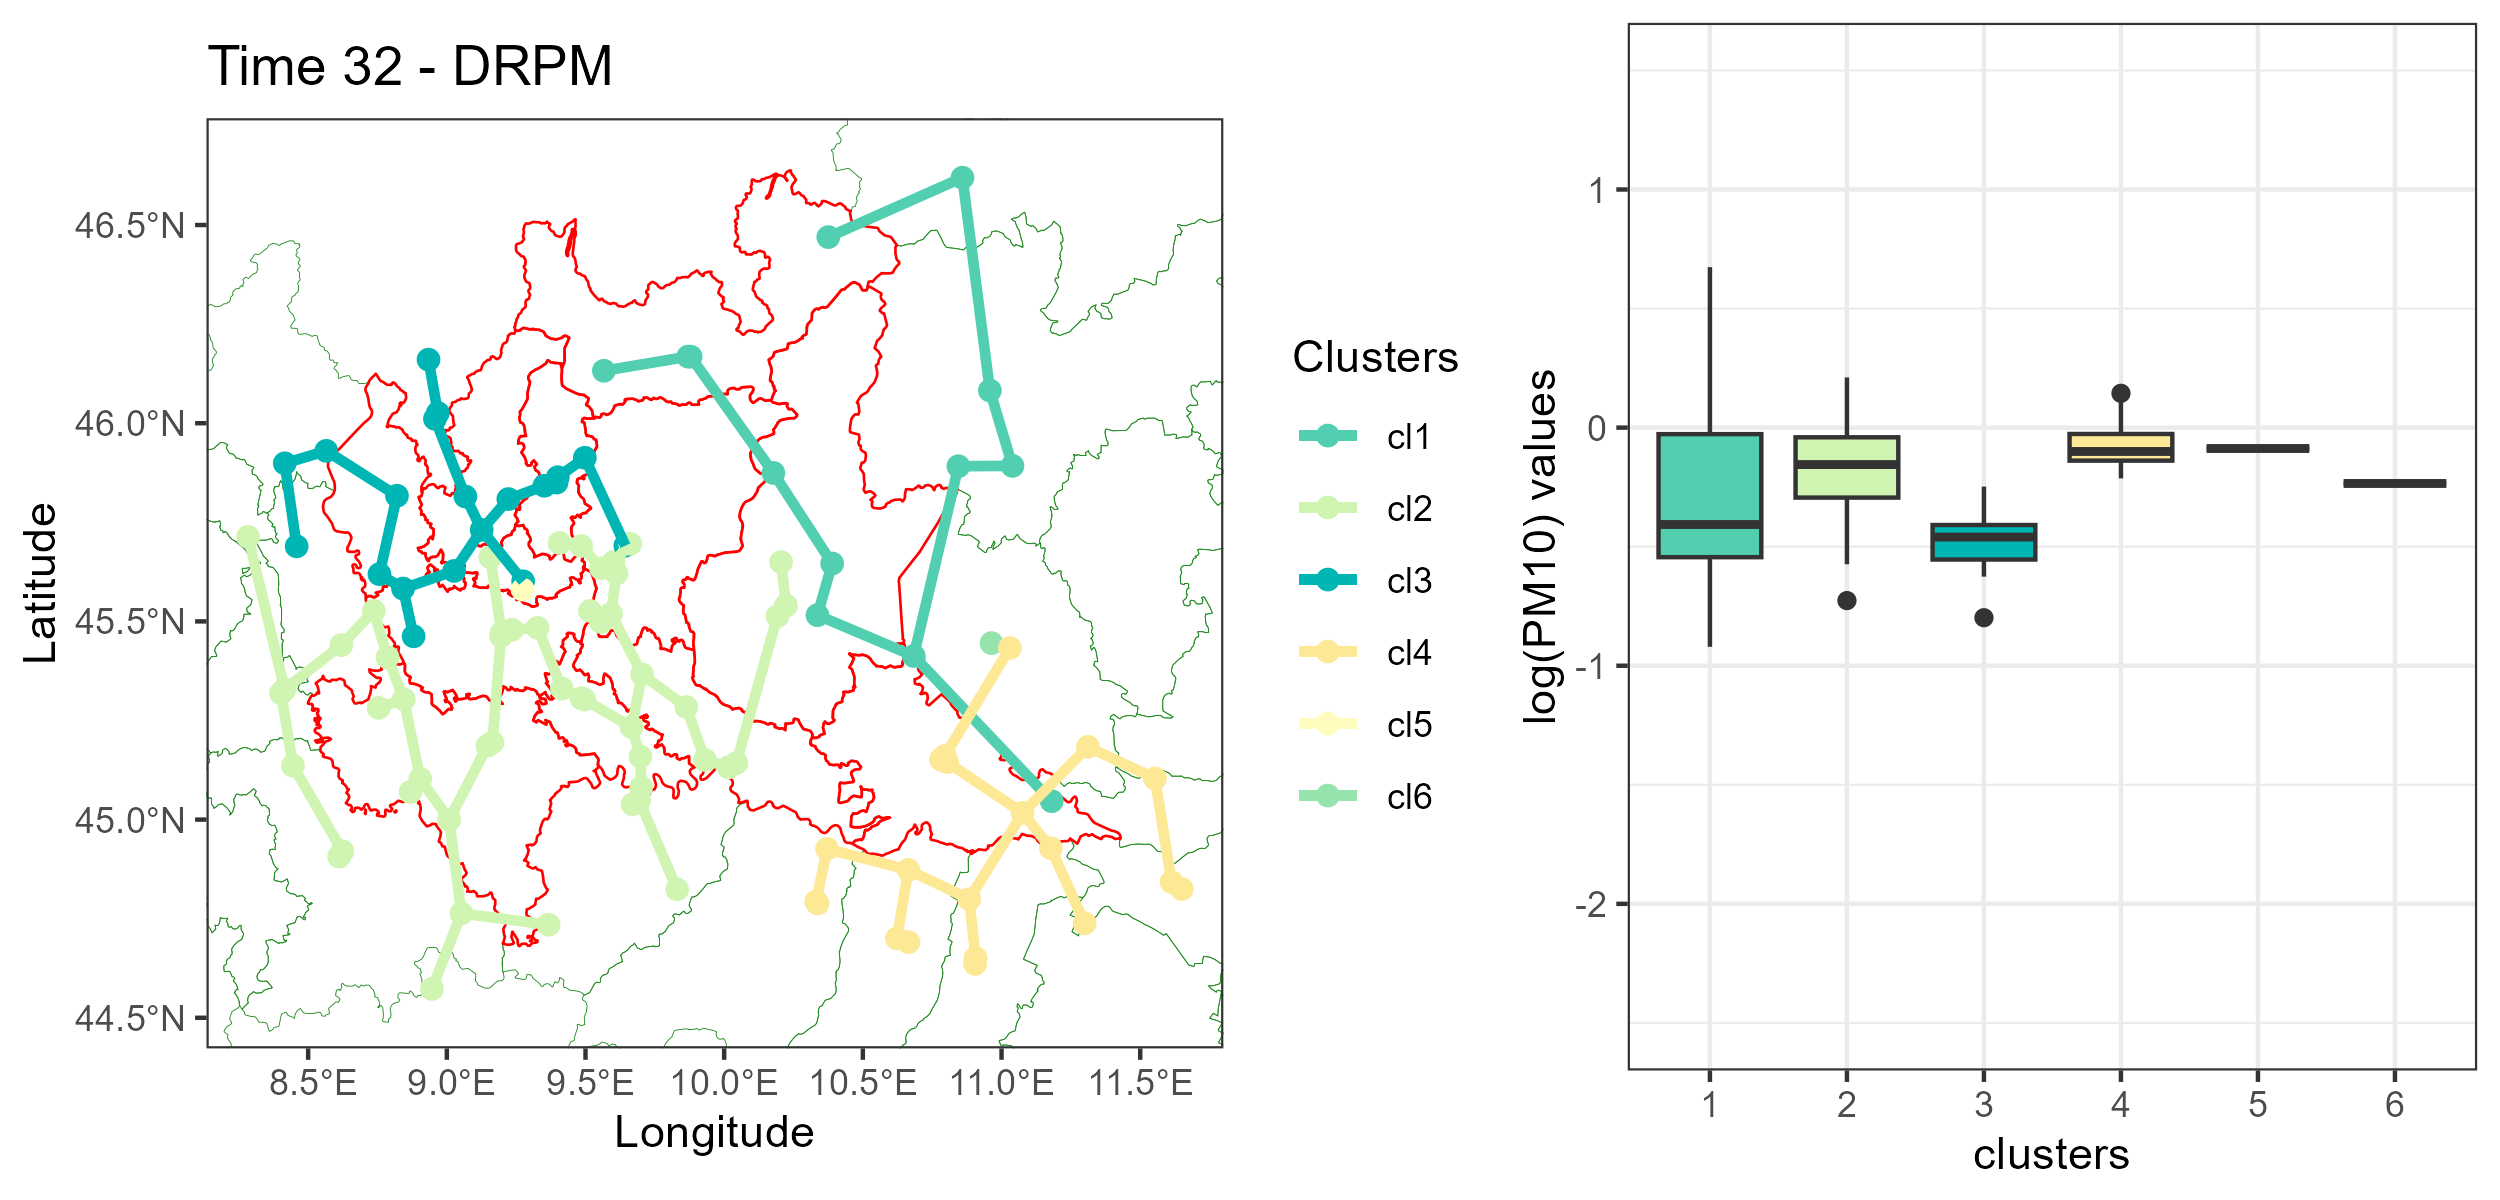 Time 32 - DRPM
Latitude
46.5°N
46.0°N
45.5°N
45.0°N
44.5°N
8.5°E
9.0°E
9.5°E
10.0°E
10.5°E
11.0°E
11.5°E
Longitude
Clusters
cl1
cl2
cl3
cl4
cl5
cl6
log(PM10) values
1
0
-1
-2
1
2
3
4
5
6
clusters